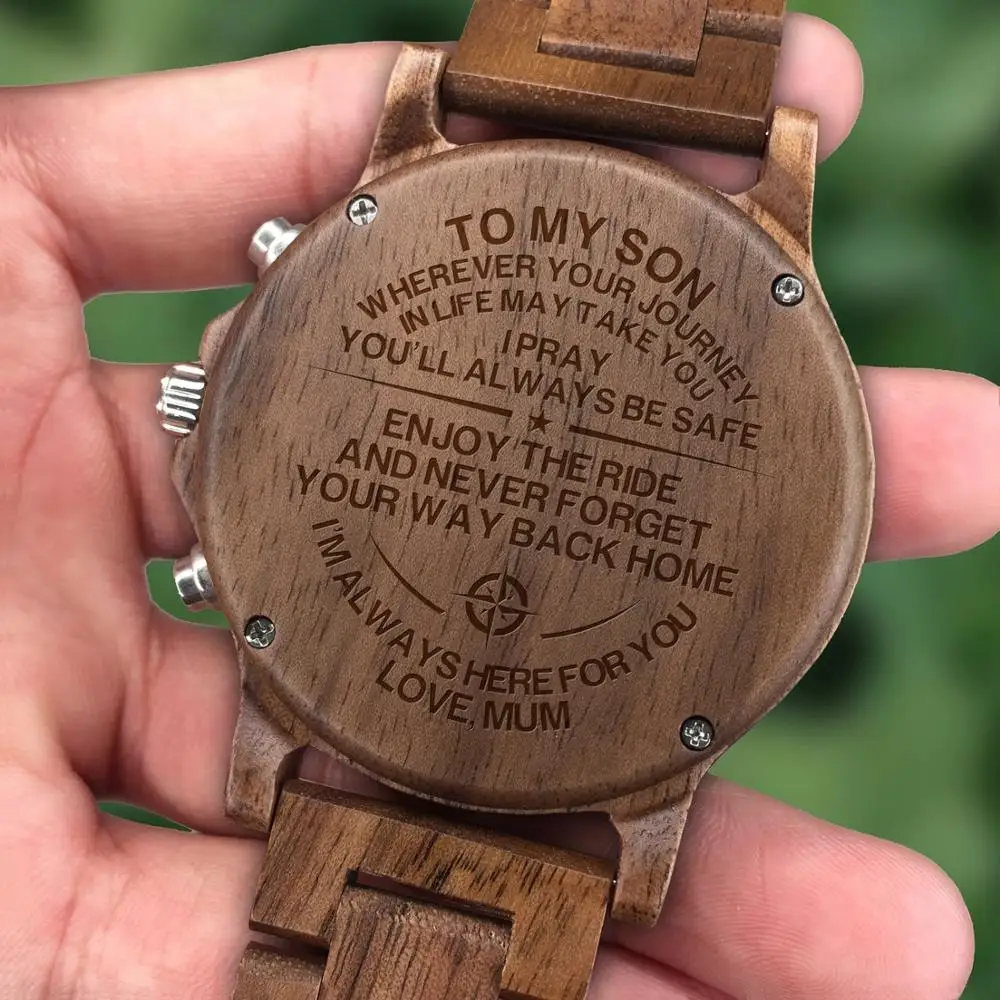 TO MY SON
WHEREVER YOUR JOURNEY
IN LIFE MAY TAKE YOU
I PRAY
YOU'LL ALWAYS BE SAFE
ENJOY THE RIDE
AND NEVER FORGET
YOUR WAY BACK HOME
I'M ALWAYS HERE FOR YOU
LOVE, MUM